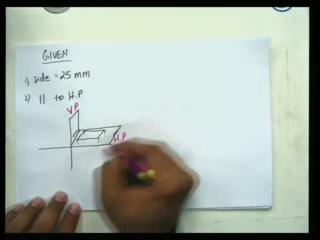 GIVEN
1) side = 25 mm
2) || to H.P
V.P
H.P